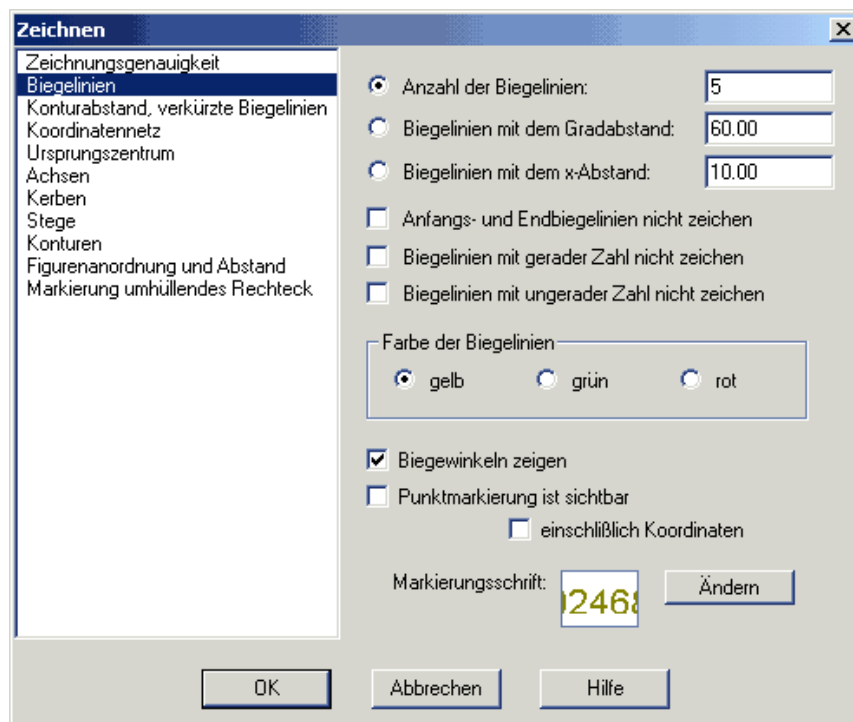 Zeichnen
Zeichnungsgenauigkeit
Biegelinien
Konturabstand, verkürzte Biegelinien
Koordinatennetz
Ursprungszentrum
Achsen
Kerben
Stege
Konturen
Figurenanordnung und Abstand
Markierung umhüllendes Rechteck
Anzahl der Biegelinien: 5
Biegelinien mit dem Gradabstand: 60.00
Biegelinien mit dem x-Abstand: 10.00
Anfangs- und Endbiegelinien nicht zeichen
Biegelinien mit gerader Zahl nicht zeichen
Biegelinien mit ungerader Zahl nicht zeichen
Farbe der Biegelinien
gelb grün rot
Biegewinkeln zeigen
Punktmarkierung ist sichtbar
einschlißlich Koordinaten
Markierungsschrift: 02468 Ändern
OK Abbrechen Hilfe